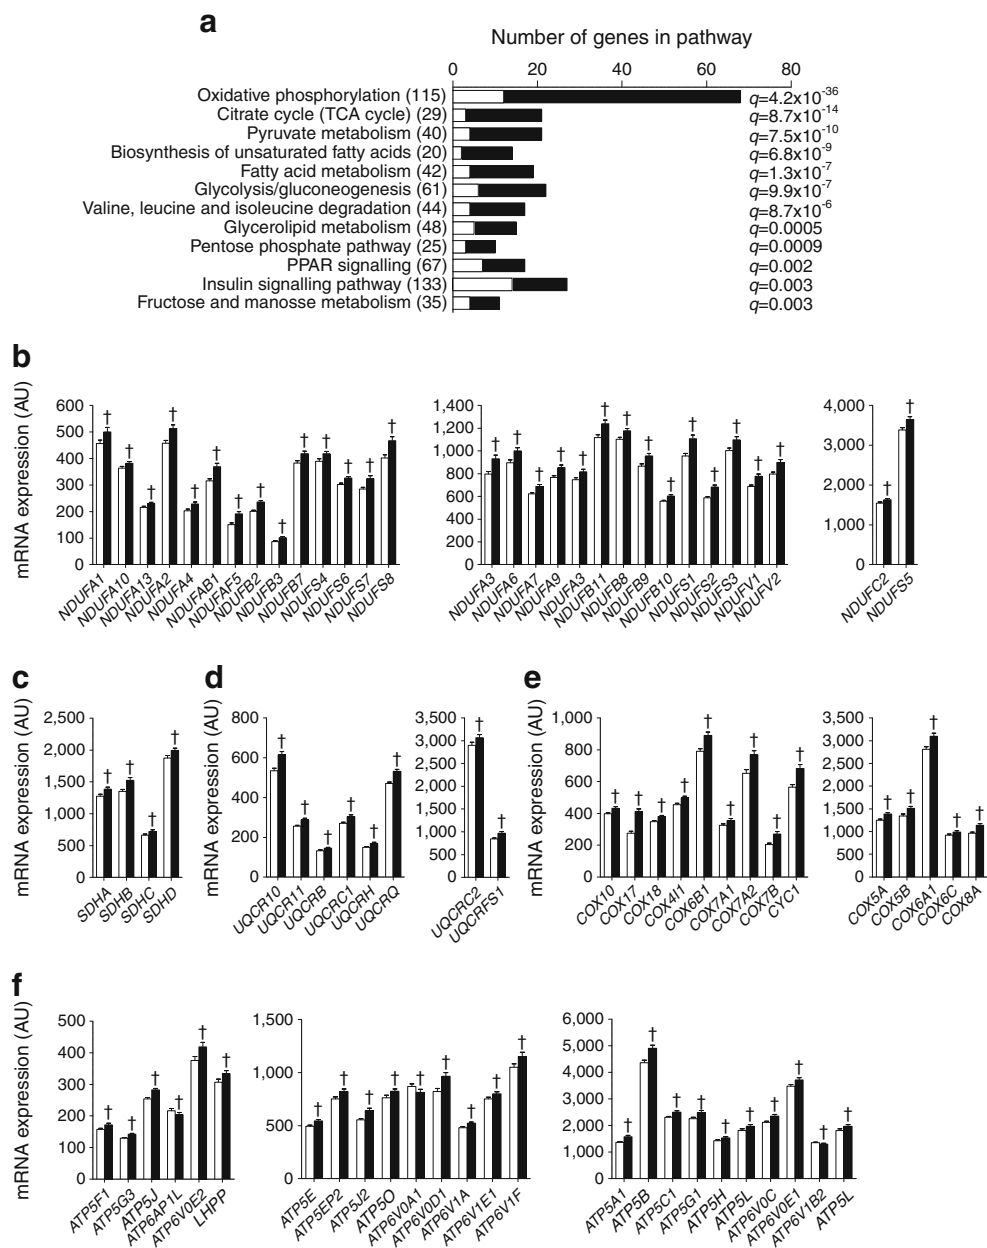 a
Number of genes in pathway
0 20 40 60 80
Oxidative phosphorylation (115) q=4.2x10-36
Citrate cycle (TCA cycle) (29) q=8.7x10-14
Pyruvate metabolism (40) q=7.5x10-10
Biosynthesis of unsaturated fatty acids (20) q=6.8x10-9
Fatty acid metabolism (42) q=1.3x10-7
Glycolysis/gluconeogenesis (61) q=9.9x10-7
Valine, leucine and isoleucine degradation (44) q=8.7x10-6
Glycerolipid metabolism (48) q=0.0005
Pentose phosphate pathway (25) q=0.0009
PPAR signalling (67) q=0.002
Insulin signalling pathway (133) q=0.003
Fructose and manosse metabolism (35) q=0.003
b
mRNA expression (AU)
600
500
400
300
200
100
0
† † † † † † † † † † † † † †
NDUFA1 NDUFA10 NDUFA13 NDUFA2 NDUFA4 NDUFAB1 NDUFAF5 NDUFB2 NDUFB3 NDUFB7 NDUFS4 NDUFS6 NDUFS7 NDUFS8
1,400
1,200
1,000
800
600
400
200
0
† † † † † † † † † † † † † †
NDUFA3 NDUFA6 NDUFA7 NDUFA9 NDUFA3 NDUFB11 NDUFB8 NDUFB9 NDUFB10 NDUFS1 NDUFS2 NDUFS3 NDUFV1 NDUFV2
4,000
3,000
2,000
1,000
0
† †
NDUFC2 NDUFS5
c
mRNA expression (AU)
2,500
2,000
1,500
1,000
500
0
† † † †
SDHA SDHB SDHC SDHD
d
mRNA expression (AU)
800
600
400
200
0
† † † † † †
UQCR10 UQCR11 UQCRB UQCRC1 UQCRH UQCRQ
3,500
3,000
2,500
2,000
1,500
1,000
500
0
† †
UQCRC2 UQCRFS1
e
mRNA expression (AU)
1,000
800
600
400
200
0
† † † † † † † † †
COX10 COX17 COX18 COX4I1 COX6B1 COX7A1 COX7A2 COX7B CYC1
3,500
3,000
2,500
2,000
1,500
1,000
500
0
† † † † †
COX5A COX5B COX6A1 COX6C COX8A
f
mRNA expression (AU)
500
400
300
200
100
0
† † † † † †
ATP5F1 ATP5G3 ATP5J ATP6AP1L ATP6V0E2 LHPP
1,500
1,000
500
0
† † † † † † † † †
ATP5E ATP5EP2 ATP5J2 ATP5O ATP6V0A1 ATP6V0D1 ATP6V1A ATP6V1E1 ATP6V1F
6,000
5,000
4,000
3,000
2,000
1,000
0
† † † † † † † † †
ATP5A1 ATP5B ATP5C1 ATP5G1 ATP5H ATP5L ATP6V0C ATP6V0E1 ATP6V1B2 ATP5L